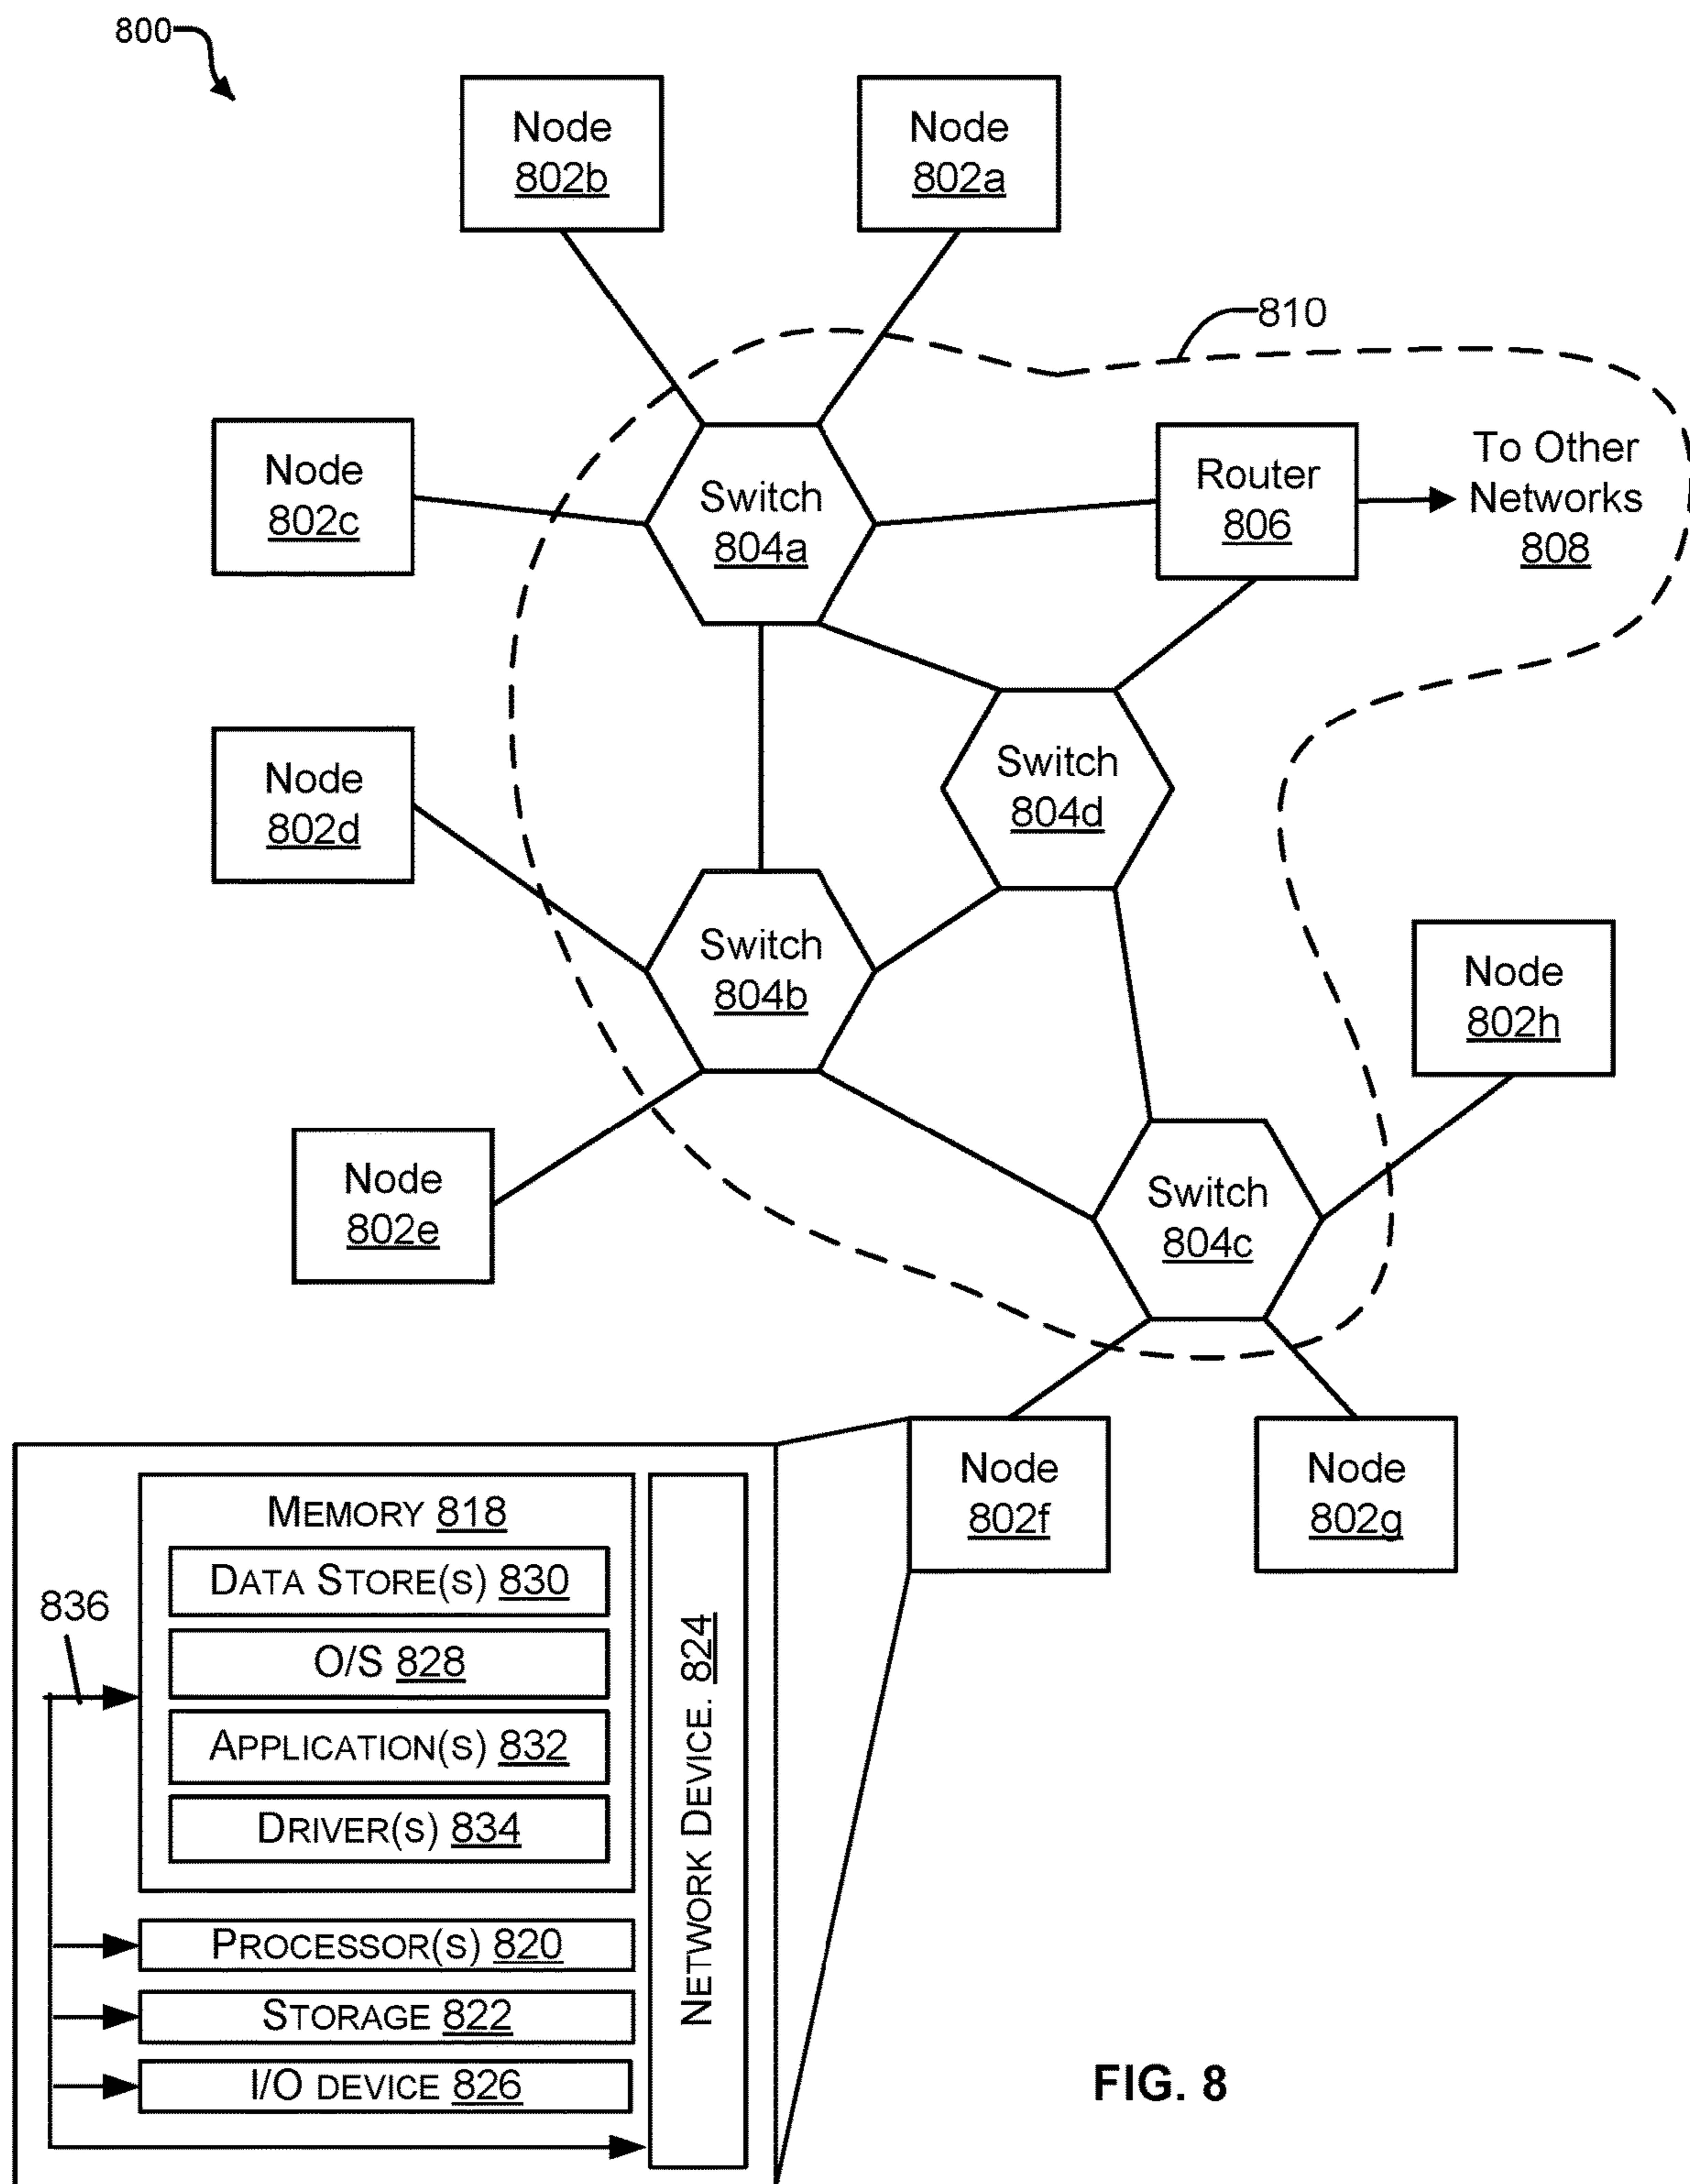 800
Node
802b
Node
802a
810
Node
802c
Switch
804a
Router
806
To Other
Networks
808
Node
802d
Switch
804d
Switch
804b
Node
802h
Node
802e
Switch
804c
Node
802f
Node
802g
MEMORY 818
DATA STORE(S) 830
836
O/S 828
APPLICATION(S) 832
DRIVER(S) 834
NETWORK DEVICE. 824
PROCESSOR(S) 820
STORAGE 822
I/O DEVICE 826
FIG. 8